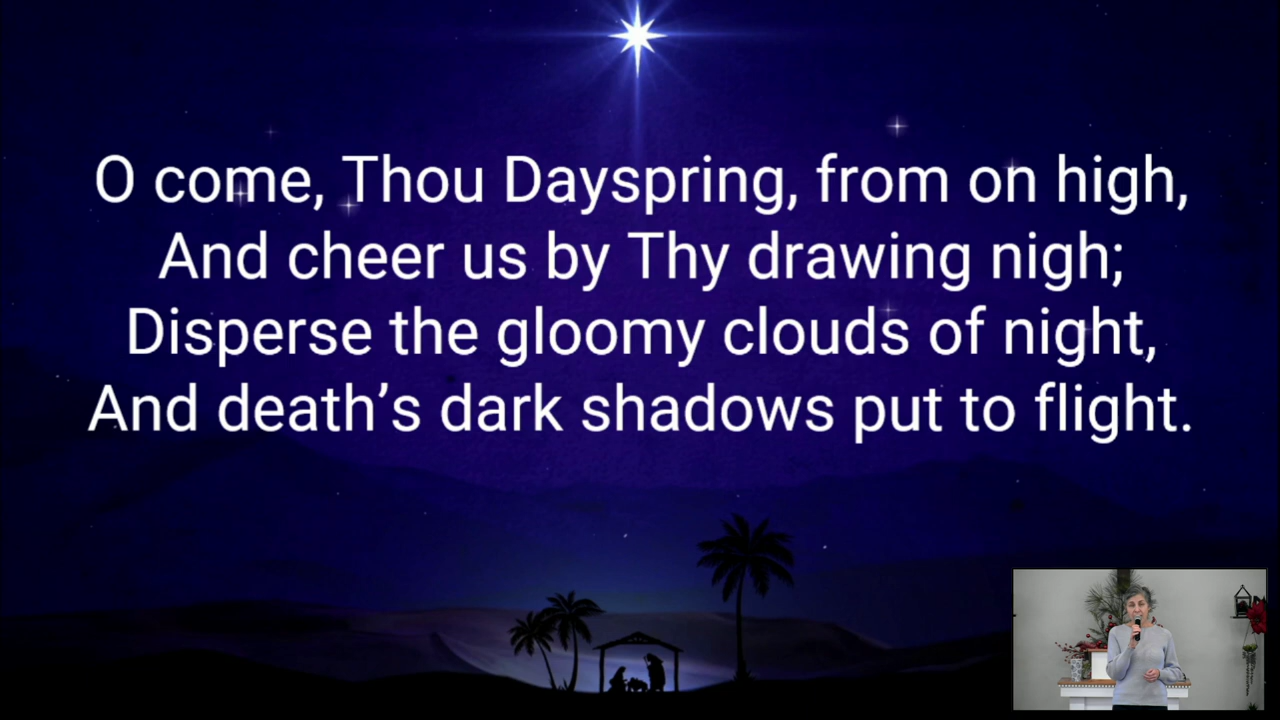 O come, Thou Dayspring, from on high,
And cheer us by Thy drawing nigh;
Disperse the gloomy clouds of night,
And death’s dark shadows put to flight.